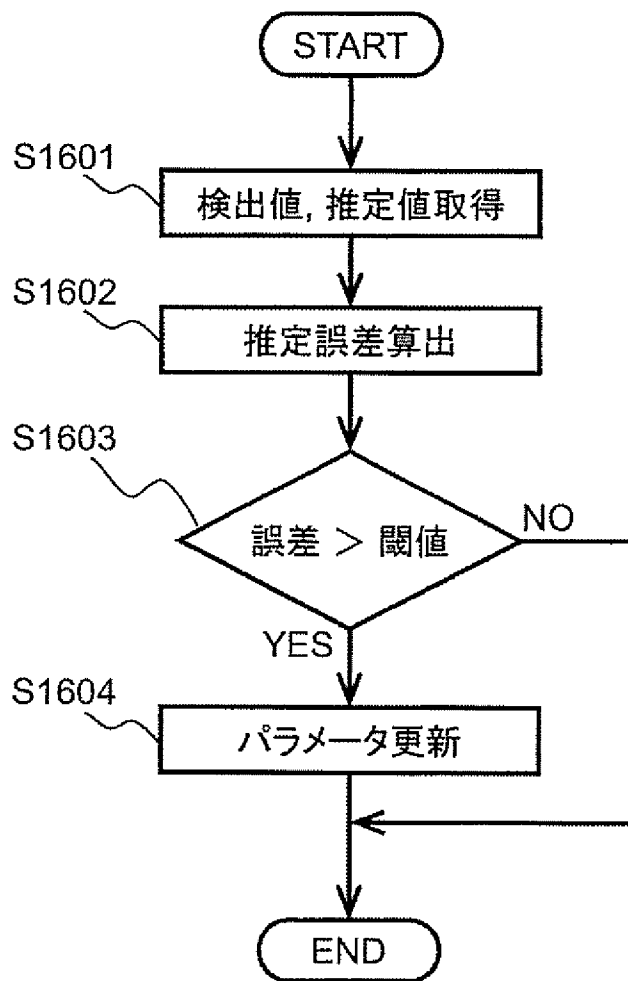 START
S1601
検出値, 推定値取得
S1602
推定誤差算出
S1603
誤差 > 閾値
NO
YES
S1604
パラメータ更新
END